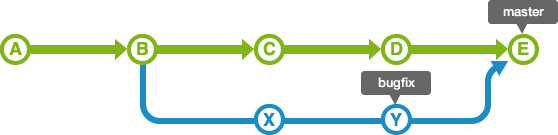 master
A B C D E
bugfix
X Y